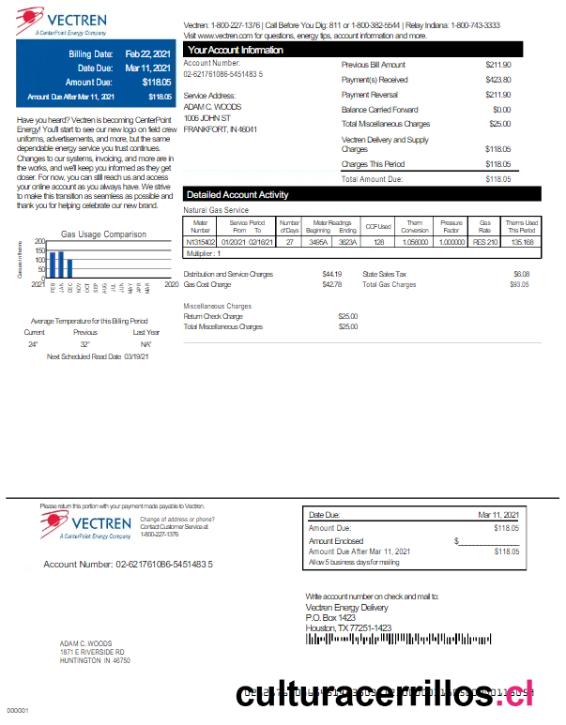 VECTREN
A CenterPoint Energy Company
Vectren: 1-800-227-1376 | Call Before You Dig: 811 or 1-800-382-5544 | Relay Indiana: 1-800-743-3333
Visit www.vectren.com for questions, energy tips, account information and more.
Billing Date: Feb 22, 2021
Date Due: Mar 11, 2021
Amount Due: $118.05
Amount Due After Mar 11, 2021 $118.05
Have you heard? Vectren is becoming CenterPoint
Energy! You'll start to see our new logo on field crew
uniforms, advertisements, and more, but the same
dependable energy service you trust continues.
Changes to our systems, invoicing, and more are in
the works, and we'll keep you informed as they get
closer. For now, you can still reach us and access
your online account as you always have. We strive
to make this transition as seamless as possible and
thank you for helping celebrate our new brand.
Gas Usage Comparison
200
150
100
50
0
2021 FEB JAN DEC NOV OCT SEP AUG JUL JUN MAY APR MAR 2020
Average Temperature for this Billing Period
Current Previous Last Year
24° 32° NA°
Next Scheduled Read Date 03/19/21
Your Account Information
Account Number:
02-621761086-5451483 5
Service Address:
ADAM C. WOODS
1006 JOHN ST
FRANKFORT, IN 46041
Previous Bill Amount $211.90
Payment(s) Received $423.80
Payment Reversal $211.90
Balance Carried Forward $0.00
Total Miscellaneous Charges $25.00
Vectren Delivery and Supply
Charges $118.05
Charges This Period $118.05
Total Amount Due: $118.05
Detailed Account Activity
Natural Gas Service
Meter Number Service Period From To Number of Days Meter Readings Beginning Ending CCF Used Therm Conversion Pressure Factor Gas Rate Therms Used This Period
N1315402 01/20/21 02/16/21 27 3495A 3623A 128 1.056000 1.000000 RES 210 135.168
Multiplier : 1
Distribution and Service Charges $44.19 State Sales Tax $6.08
Gas Cost Charge $42.78 Total Gas Charges $93.05
Miscellaneous Charges
Return Check Charge $25.00
Total Miscellaneous Charges $25.00
Please return this portion with your payment made payable to Vectren.
VECTREN
A CenterPoint Energy Company
Change of address or phone?
Contact Customer Service at
1-800-227-1376
Account Number: 02-621761086-5451483 5
Date Due: Mar 11, 2021
Amount Due: $118.05
Amount Enclosed $
Amount Due After Mar 11, 2021 $118.05
Allow 5 business days for mailing
Write account number on check and mail to:
Vectren Energy Delivery
P.O. Box 1423
Houston, TX 77251-1423
ADAM C. WOODS
1871 E RIVERSIDE RD
HUNTINGTON IN 46750
culturacerrillos.cl
000001